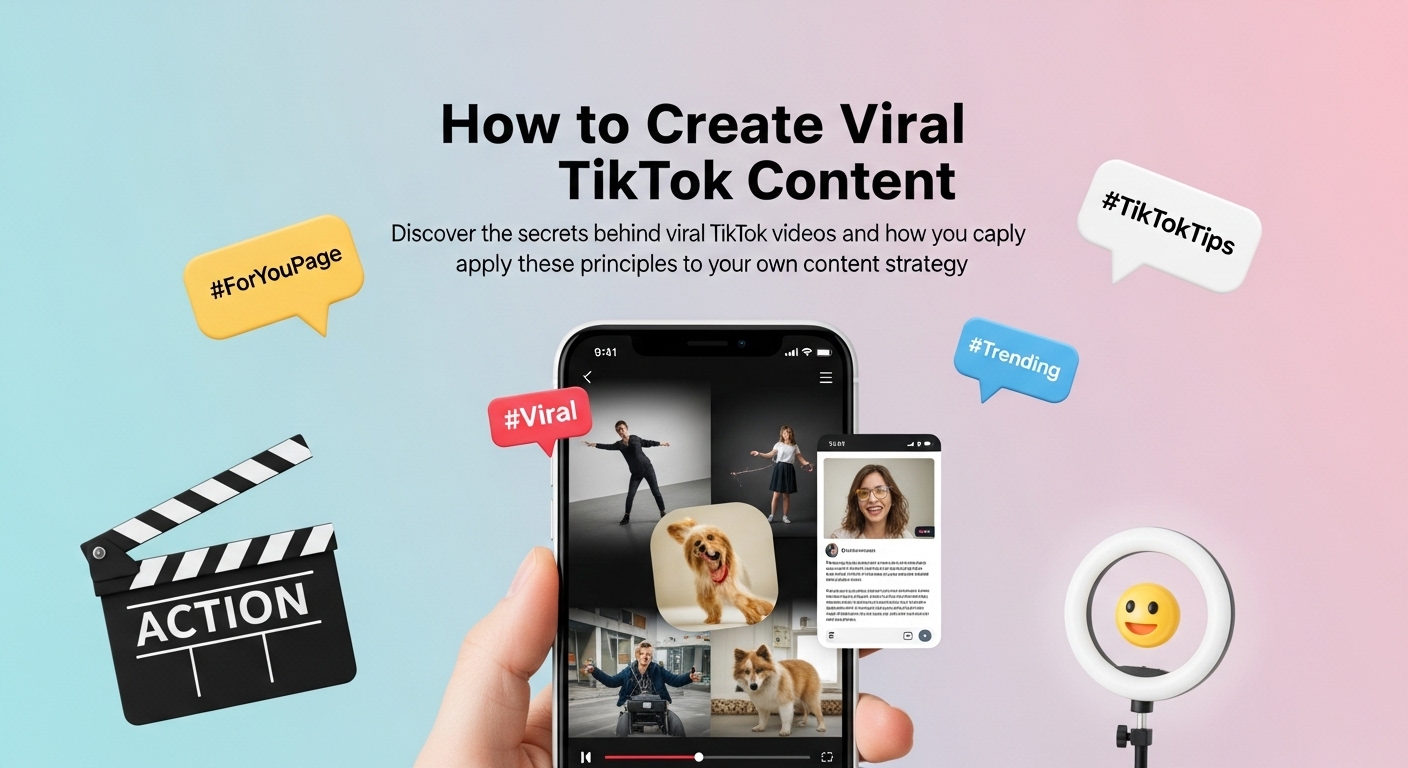 How to Create Viral
TikTok Content
Discover the secrets behind viral TikTok videos and how you caply
apply these principles to your own content strategy
#ForYouPage
#TikTokTips
#Trending
9:41
#Viral
ACTION